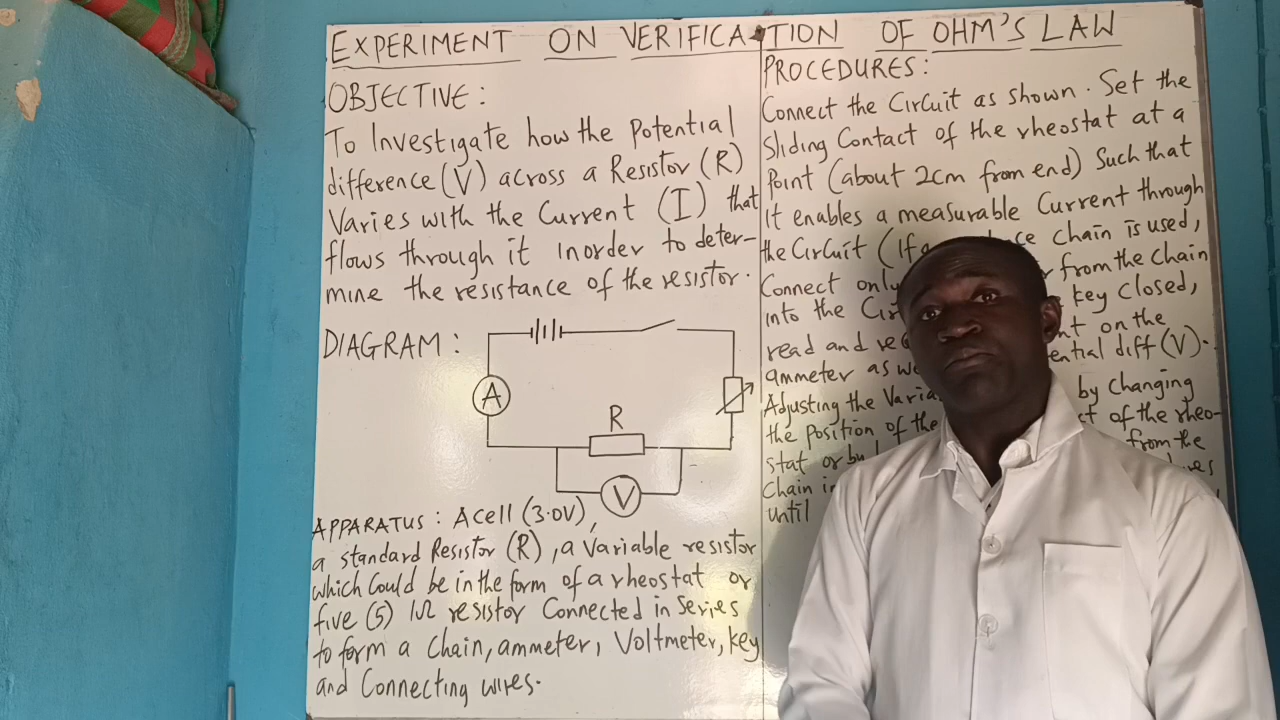 EXPERIMENT ON VERIFICATION OF OHM'S LAW
OBJECTIVE :
To Investigate how the Potential
difference (V) across a Resistor (R)
Varies with the Current (I) that
flows through it inorder to deter-
mine the resistance of the resistor.
DIAGRAM :
A
R
V
APPARATUS : A cell (3.0V),
a standard Resistor (R), a Variable resistor
which Could be in the form of a rheostat or
five (5) 1Ω resistor Connected in Series
to form a Chain, ammeter, Voltmeter, key
and Connecting wires.
PROCEDURES :
Connect the Circuit as shown. Set the
Sliding Contact of the rheostat at a
Point (about 2cm from end) Such that
it enables a measurable Current through
the Circuit (If a chain is used,
Connect only from the chain
into the key closed,
read and on the
ammeter as diff (V).
Adjusting the by Changing
the position of the of the rheo-
stat or from the
Chain
until